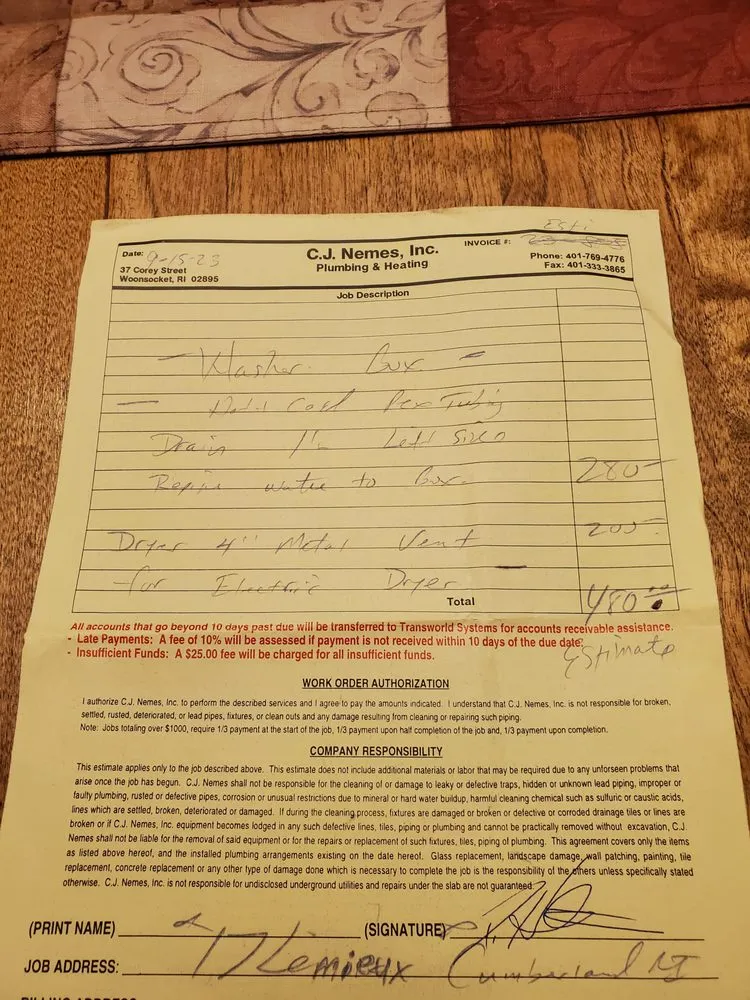 Esti
Date: 9-15-23
C.J. Nemes, Inc.
INVOICE #:
37 Corey Street
Plumbing & Heating
Phone: 401-769-4776
Woonsocket, RI 02895
Fax: 401-333-3865
Job Description
- Washer Box -
- Hot & Cold Pex Tubing
Drain Left Side
Repipe water to Box 280-
Dryer 4" Metal Vent 200-
for Electric Dryer -
Total 480.00
All accounts that go beyond 10 days past due will be transferred to Transworld Systems for accounts receivable assistance.
- Late Payments: A fee of 10% will be assessed if payment is not received within 10 days of the due date.
- Insufficient Funds: A $25.00 fee will be charged for all insufficient funds.
Estimate
WORK ORDER AUTHORIZATION
I authorize C.J. Nemes, Inc. to perform the described services and I agree to pay the amounts indicated. I understand that C.J. Nemes, Inc. is not responsible for broken,
settled, rusted, deteriorated, or lead pipes, fixtures, or clean outs and any damage resulting from cleaning or repairing such piping.
Note: Jobs totaling over $1000, require 1/3 payment at the start of the job, 1/3 payment upon half completion of the job and, 1/3 payment upon completion.
COMPANY RESPONSIBILITY
This estimate applies only to the job described above. This estimate does not include additional materials or labor that may be required due to any unforseen problems that
arise once the job has begun. C.J. Nemes shall not be responsible for the cleaning of or damage to leaky or defective traps, hidden or unknown lead piping, improper or
faulty plumbing, rusted or defective pipes, corrosion or unusual restrictions due to mineral or hard water buildup, harmful cleaning chemical such as sulfuric or caustic acids,
lines which are settled, broken, deteriorated or damaged. If during the cleaning process, fixtures are damaged or broken or defective or corroded drainage tiles or lines are
broken or if C.J. Nemes, Inc. equipment becomes lodged in any such defective lines, tiles, piping or plumbing and cannot be practically removed without excavation, C.J.
Nemes shall not be liable for the removal of said equipment or for the repairs or replacement of such fixtures, tiles, piping of plumbing. This agreement covers only the items
as listed above hereof, and the installed plumbing arrangements existing on the date hereof. Glass replacement, landscape damage, wall patching, painting, tile
replacement, concrete replacement or any other type of damage done which is necessary to complete the job is the responsibility of the others unless specifically stated
otherwise. C.J. Nemes, Inc. is not responsible for undisclosed underground utilities and repairs under the slab are not guaranteed.
(PRINT NAME) (SIGNATURE)
JOB ADDRESS: 17 Lemieux Cumberland RI
BILLING ADDRESS